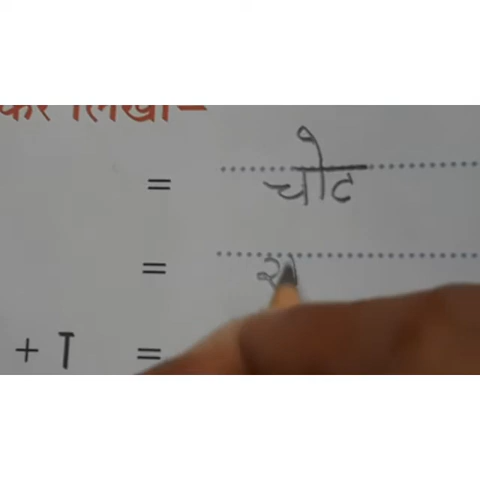 कर लिखो–
= चोट
=
+ ा =